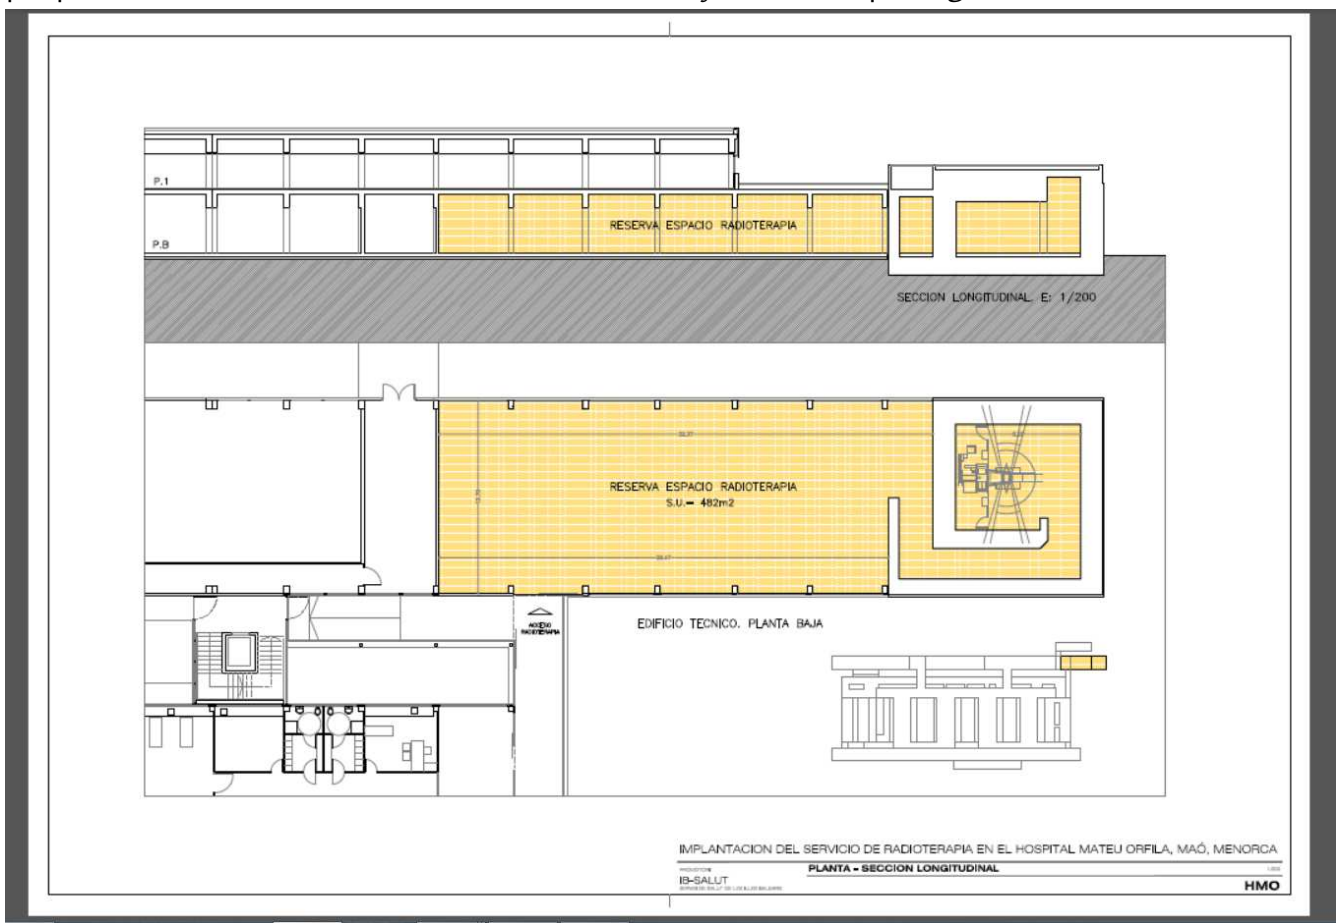 P.1
RESERVA ESPACIO RADIOTERAPIA
P.B
SECCION LONGITUDINAL. E: 1/200
RESERVA ESPACIO RADIOTERAPIA
S.U.= 482m2
ACCESO
RADIOTERAPIA
EDIFICIO TECNICO. PLANTA BAJA
IMPLANTACION DEL SERVICIO DE RADIOTERAPIA EN EL HOSPITAL MATEU ORFILA, MAÓ, MENORCA
PLANTA - SECCION LONGITUDINAL
IB-SALUT
HMO